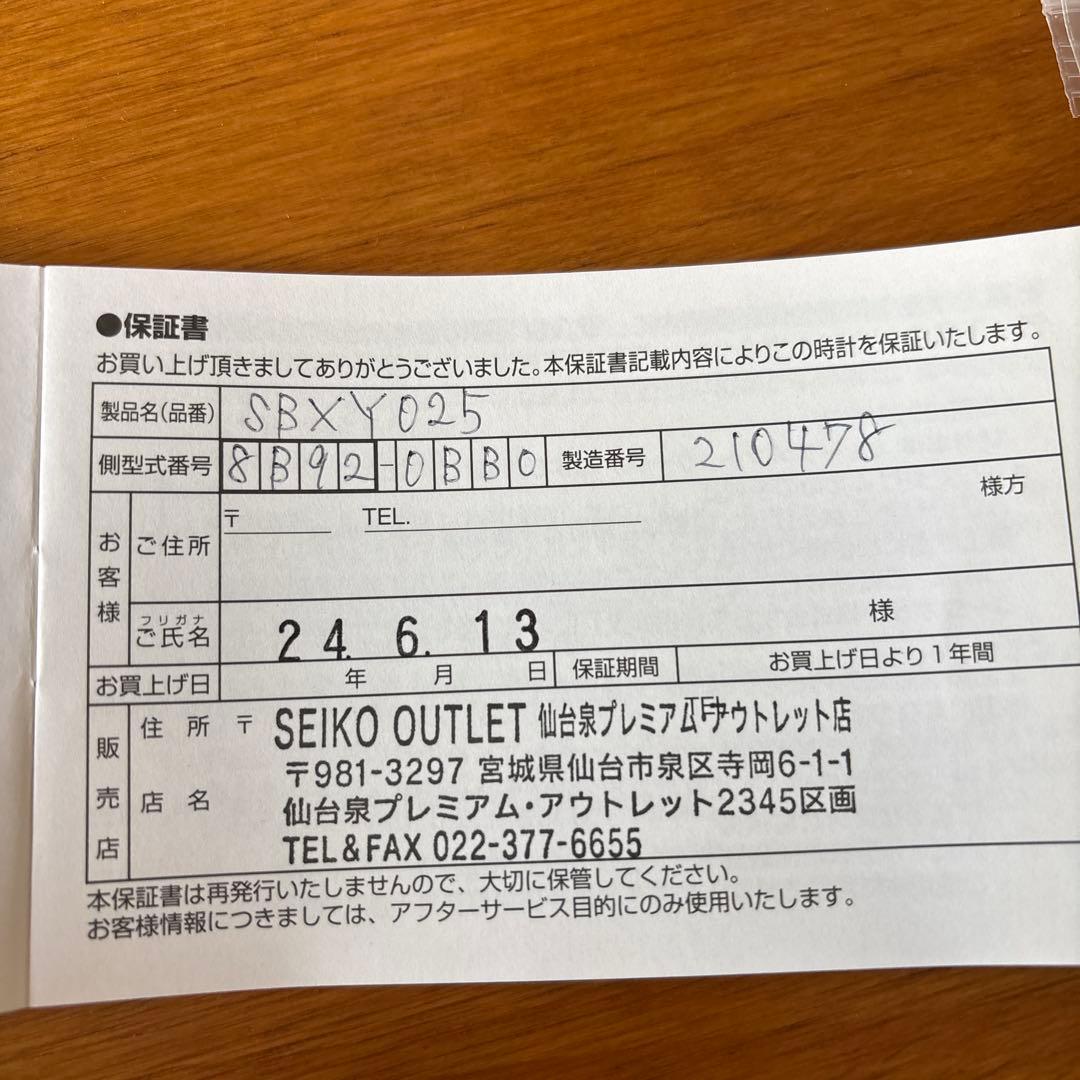 ●保証書
お買い上げ頂きましてありがとうございました。本保証書記載内容によりこの時計を保証いたします。
製品名(品番) SBXY025
側型式番号 8B92-0BB0 製造番号 210478
お客様 ご住所 〒 TEL. 様方
フリガナ
ご氏名 様
24. 6. 13
お買上げ日 年 月 日 保証期間 お買上げ日より1年間
販売店 住所 〒 SEIKO OUTLET 仙台泉プレミアムアウトレット店
〒981-3297 宮城県仙台市泉区寺岡6-1-1
店名 仙台泉プレミアム・アウトレット2345区画
TEL&FAX 022-377-6655
本保証書は再発行いたしませんので、大切に保管してください。
お客様情報につきましては、アフターサービス目的にのみ使用いたします。